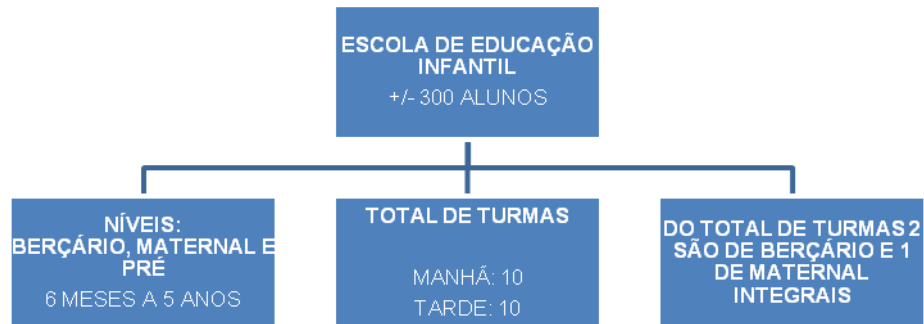 ESCOLA DE EDUCAÇÃO
INFANTIL
+/- 300 ALUNOS
NÍVEIS:
BERÇÁRIO, MATERNAL E
PRÉ
6 MESES A 5 ANOS
TOTAL DE TURMAS
MANHÃ: 10
TARDE: 10
DO TOTAL DE TURMAS 2
SÃO DE BERÇÁRIO E 1
DE MATERNAL
INTEGRAIS